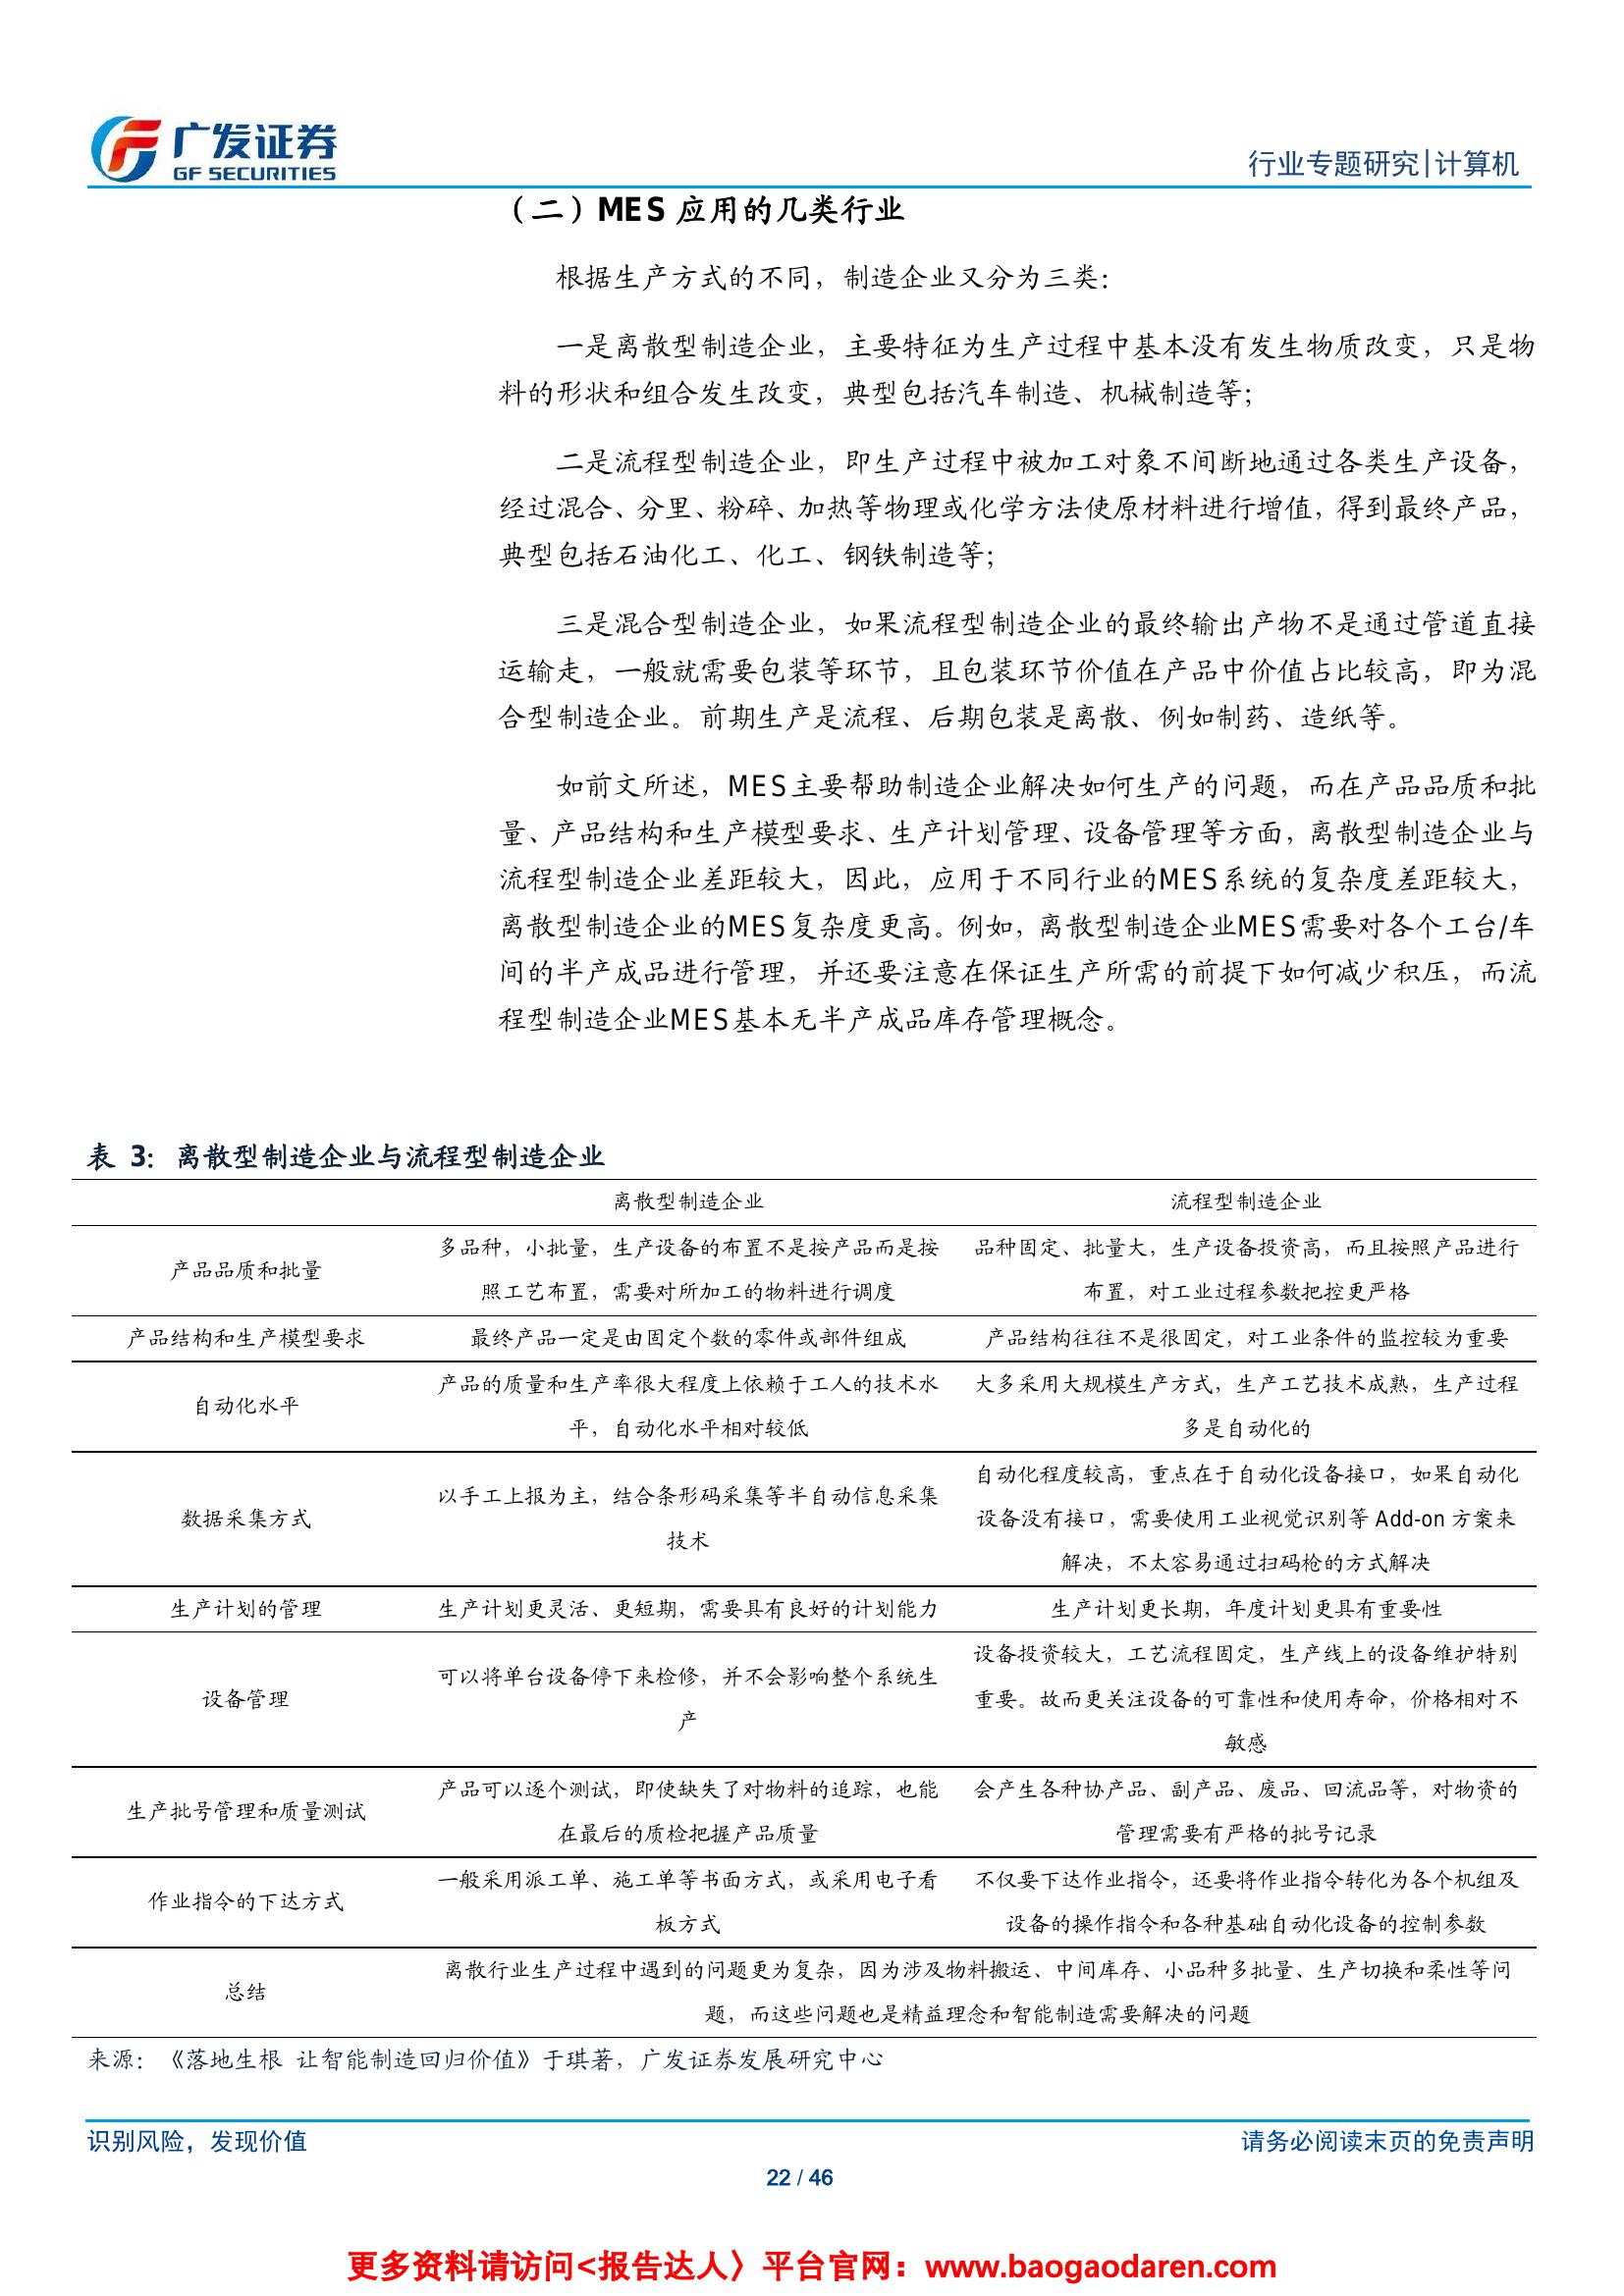 广发证券
GF SECURITIES
行业专题研究|计算机
（二）MES 应用的几类行业
根据生产方式的不同，制造企业又分为三类：
一是离散型制造企业，主要特征为生产过程中基本没有发生物质改变，只是物
料的形状和组合发生改变，典型包括汽车制造、机械制造等；
二是流程型制造企业，即生产过程中被加工对象不间断地通过各类生产设备，
经过混合、分里、粉碎、加热等物理或化学方法使原材料进行增值，得到最终产品，
典型包括石油化工、化工、钢铁制造等；
三是混合型制造企业，如果流程型制造企业的最终输出产物不是通过管道直接
运输走，一般就需要包装等环节，且包装环节价值在产品中价值占比较高，即为混
合型制造企业。前期生产是流程、后期包装是离散、例如制药、造纸等。
如前文所述，MES主要帮助制造企业解决如何生产的问题，而在产品品质和批
量、产品结构和生产模型要求、生产计划管理、设备管理等方面，离散型制造企业与
流程型制造企业差距较大，因此，应用于不同行业的MES系统的复杂度差距较大，
离散型制造企业的MES复杂度更高。例如，离散型制造企业MES需要对各个工台/车
间的半产成品进行管理，并还要注意在保证生产所需的前提下如何减少积压，而流
程型制造企业MES基本无半产成品库存管理概念。
表 3：离散型制造企业与流程型制造企业
离散型制造企业 流程型制造企业
产品品质和批量
多品种，小批量，生产设备的布置不是按产品而是按
照工艺布置，需要对所加工的物料进行调度
品种固定、批量大，生产设备投资高，而且按照产品进行
布置，对工业过程参数把控更严格
产品结构和生产模型要求 最终产品一定是由固定个数的零件或部件组成 产品结构往往不是很固定，对工业条件的监控较为重要
自动化水平
产品的质量和生产率很大程度上依赖于工人的技术水
平，自动化水平相对较低
大多采用大规模生产方式，生产工艺技术成熟，生产过程
多是自动化的
数据采集方式
以手工上报为主，结合条形码采集等半自动信息采集
技术
自动化程度较高，重点在于自动化设备接口，如果自动化
设备没有接口，需要使用工业视觉识别等 Add-on 方案来
解决，不太容易通过扫码枪的方式解决
生产计划的管理 生产计划更灵活、更短期，需要具有良好的计划能力 生产计划更长期，年度计划更具有重要性
设备管理
可以将单台设备停下来检修，并不会影响整个系统生
产
设备投资较大，工艺流程固定，生产线上的设备维护特别
重要。故而更关注设备的可靠性和使用寿命，价格相对不
敏感
生产批号管理和质量测试
产品可以逐个测试，即使缺失了对物料的追踪，也能
在最后的质检把握产品质量
会产生各种协产品、副产品、废品、回流品等，对物资的
管理需要有严格的批号记录
作业指令的下达方式
一般采用派工单、施工单等书面方式，或采用电子看
板方式
不仅要下达作业指令，还要将作业指令转化为各个机组及
设备的操作指令和各种基础自动化设备的控制参数
总结
离散行业生产过程中遇到的问题更为复杂，因为涉及物料搬运、中间库存、小品种多批量、生产切换和柔性等问
题，而这些问题也是精益理念和智能制造需要解决的问题
来源：《落地生根 让智能制造回归价值》于琪著，广发证券发展研究中心
识别风险，发现价值
请务必阅读末页的免责声明
22 / 46
更多资料请访问<报告达人〉平台官网：www.baogaodaren.com